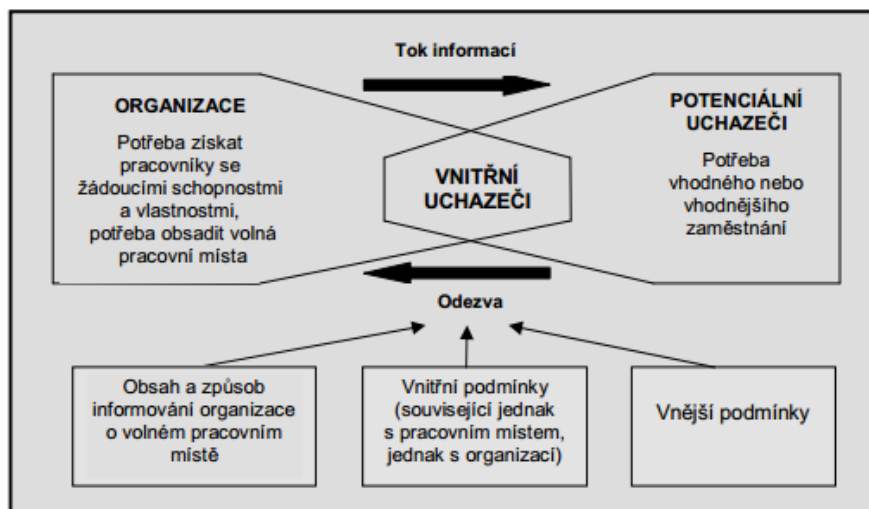 Tok informací
ORGANIZACE
Potřeba získat
pracovníky se
žádoucími schopnostmi
a vlastnostmi,
potřeba obsadit volná
pracovní místa
VNITŘNÍ
UCHAZEČI
POTENCIÁLNÍ
UCHAZEČI
Potřeba
vhodného nebo
vhodnějšího
zaměstnání
Odezva
Obsah a způsob
informování organizace
o volném pracovním
místě
Vnitřní podmínky
(související jednak
s pracovním místem,
jednak s organizací)
Vnější podmínky